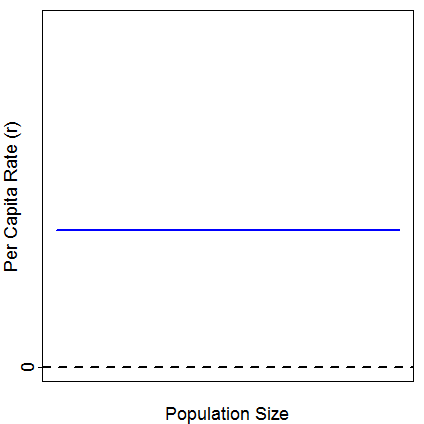 Per Capita Rate (r)
0
Population Size